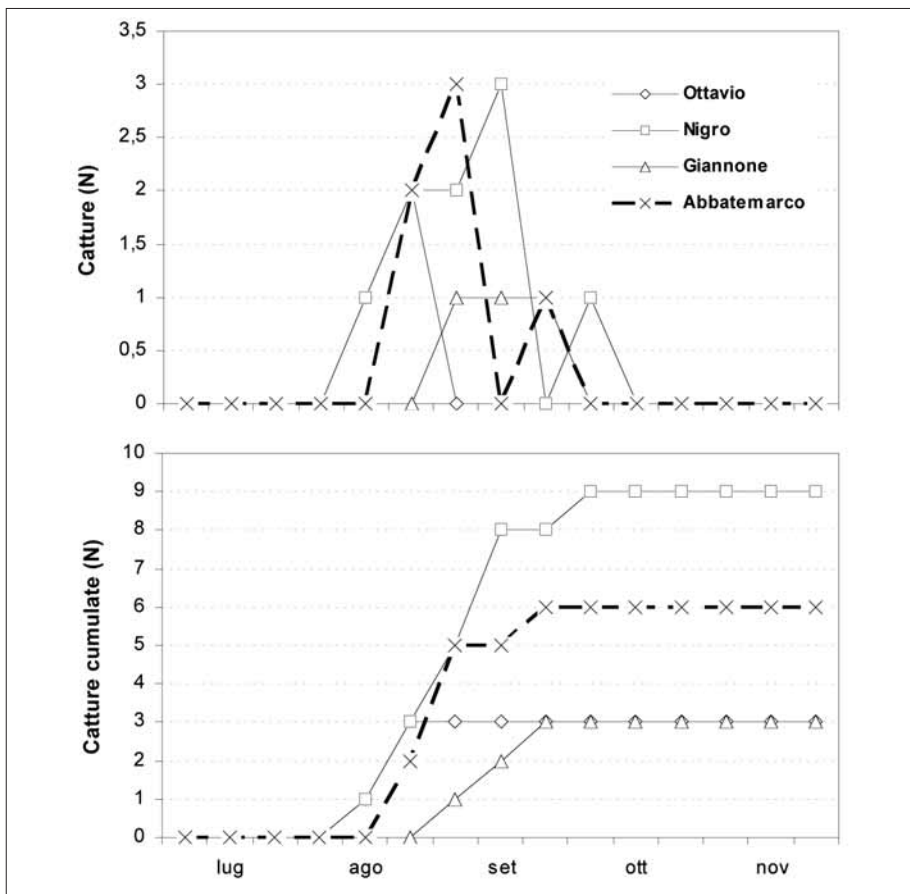 Catture (N)
3,5
3
2,5
2
1,5
1
0,5
0
Ottavio
Nigro
Giannone
Abbatemarco
Catture cumulate (N)
10
9
8
7
6
5
4
3
2
1
0
lug ago set ott nov